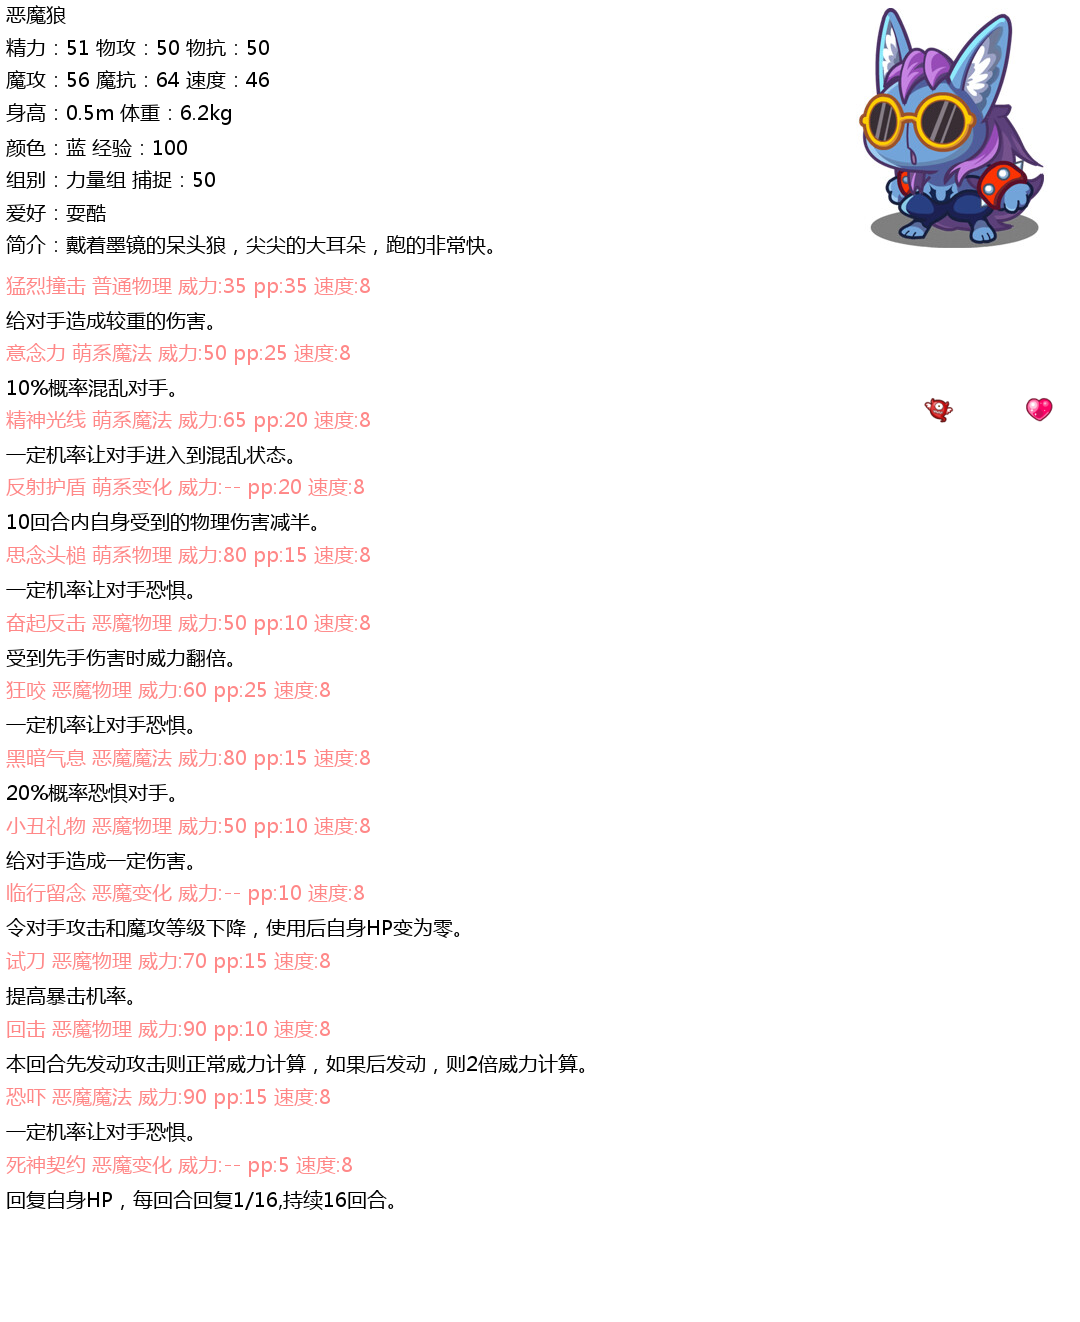 恶魔狼
精力：51 物攻：50 物抗：50
魔攻：56 魔抗：64 速度：46
身高：0.5m 体重：6.2kg
颜色：蓝 经验：100
组别：力量组 捕捉：50
爱好：耍酷
简介：戴着墨镜的呆头狼，尖尖的大耳朵，跑的非常快。
猛烈撞击 普通物理 威力:35 pp:35 速度:8
给对手造成较重的伤害。
意念力 萌系魔法 威力:50 pp:25 速度:8
10%概率混乱对手。
精神光线 萌系魔法 威力:65 pp:20 速度:8
一定机率让对手进入到混乱状态。
反射护盾 萌系变化 威力:-- pp:20 速度:8
10回合内自身受到的物理伤害减半。
思念头槌 萌系物理 威力:80 pp:15 速度:8
一定机率让对手恐惧。
奋起反击 恶魔物理 威力:50 pp:10 速度:8
受到先手伤害时威力翻倍。
狂咬 恶魔物理 威力:60 pp:25 速度:8
一定机率让对手恐惧。
黑暗气息 恶魔魔法 威力:80 pp:15 速度:8
20%概率恐惧对手。
小丑礼物 恶魔物理 威力:50 pp:10 速度:8
给对手造成一定伤害。
临行留念 恶魔变化 威力:-- pp:10 速度:8
令对手攻击和魔攻等级下降，使用后自身HP变为零。
试刀 恶魔物理 威力:70 pp:15 速度:8
提高暴击机率。
回击 恶魔物理 威力:90 pp:10 速度:8
本回合先发动攻击则正常威力计算，如果后发动，则2倍威力计算。
恐吓 恶魔魔法 威力:90 pp:15 速度:8
一定机率让对手恐惧。
死神契约 恶魔变化 威力:-- pp:5 速度:8
回复自身HP，每回合回复1/16,持续16回合。